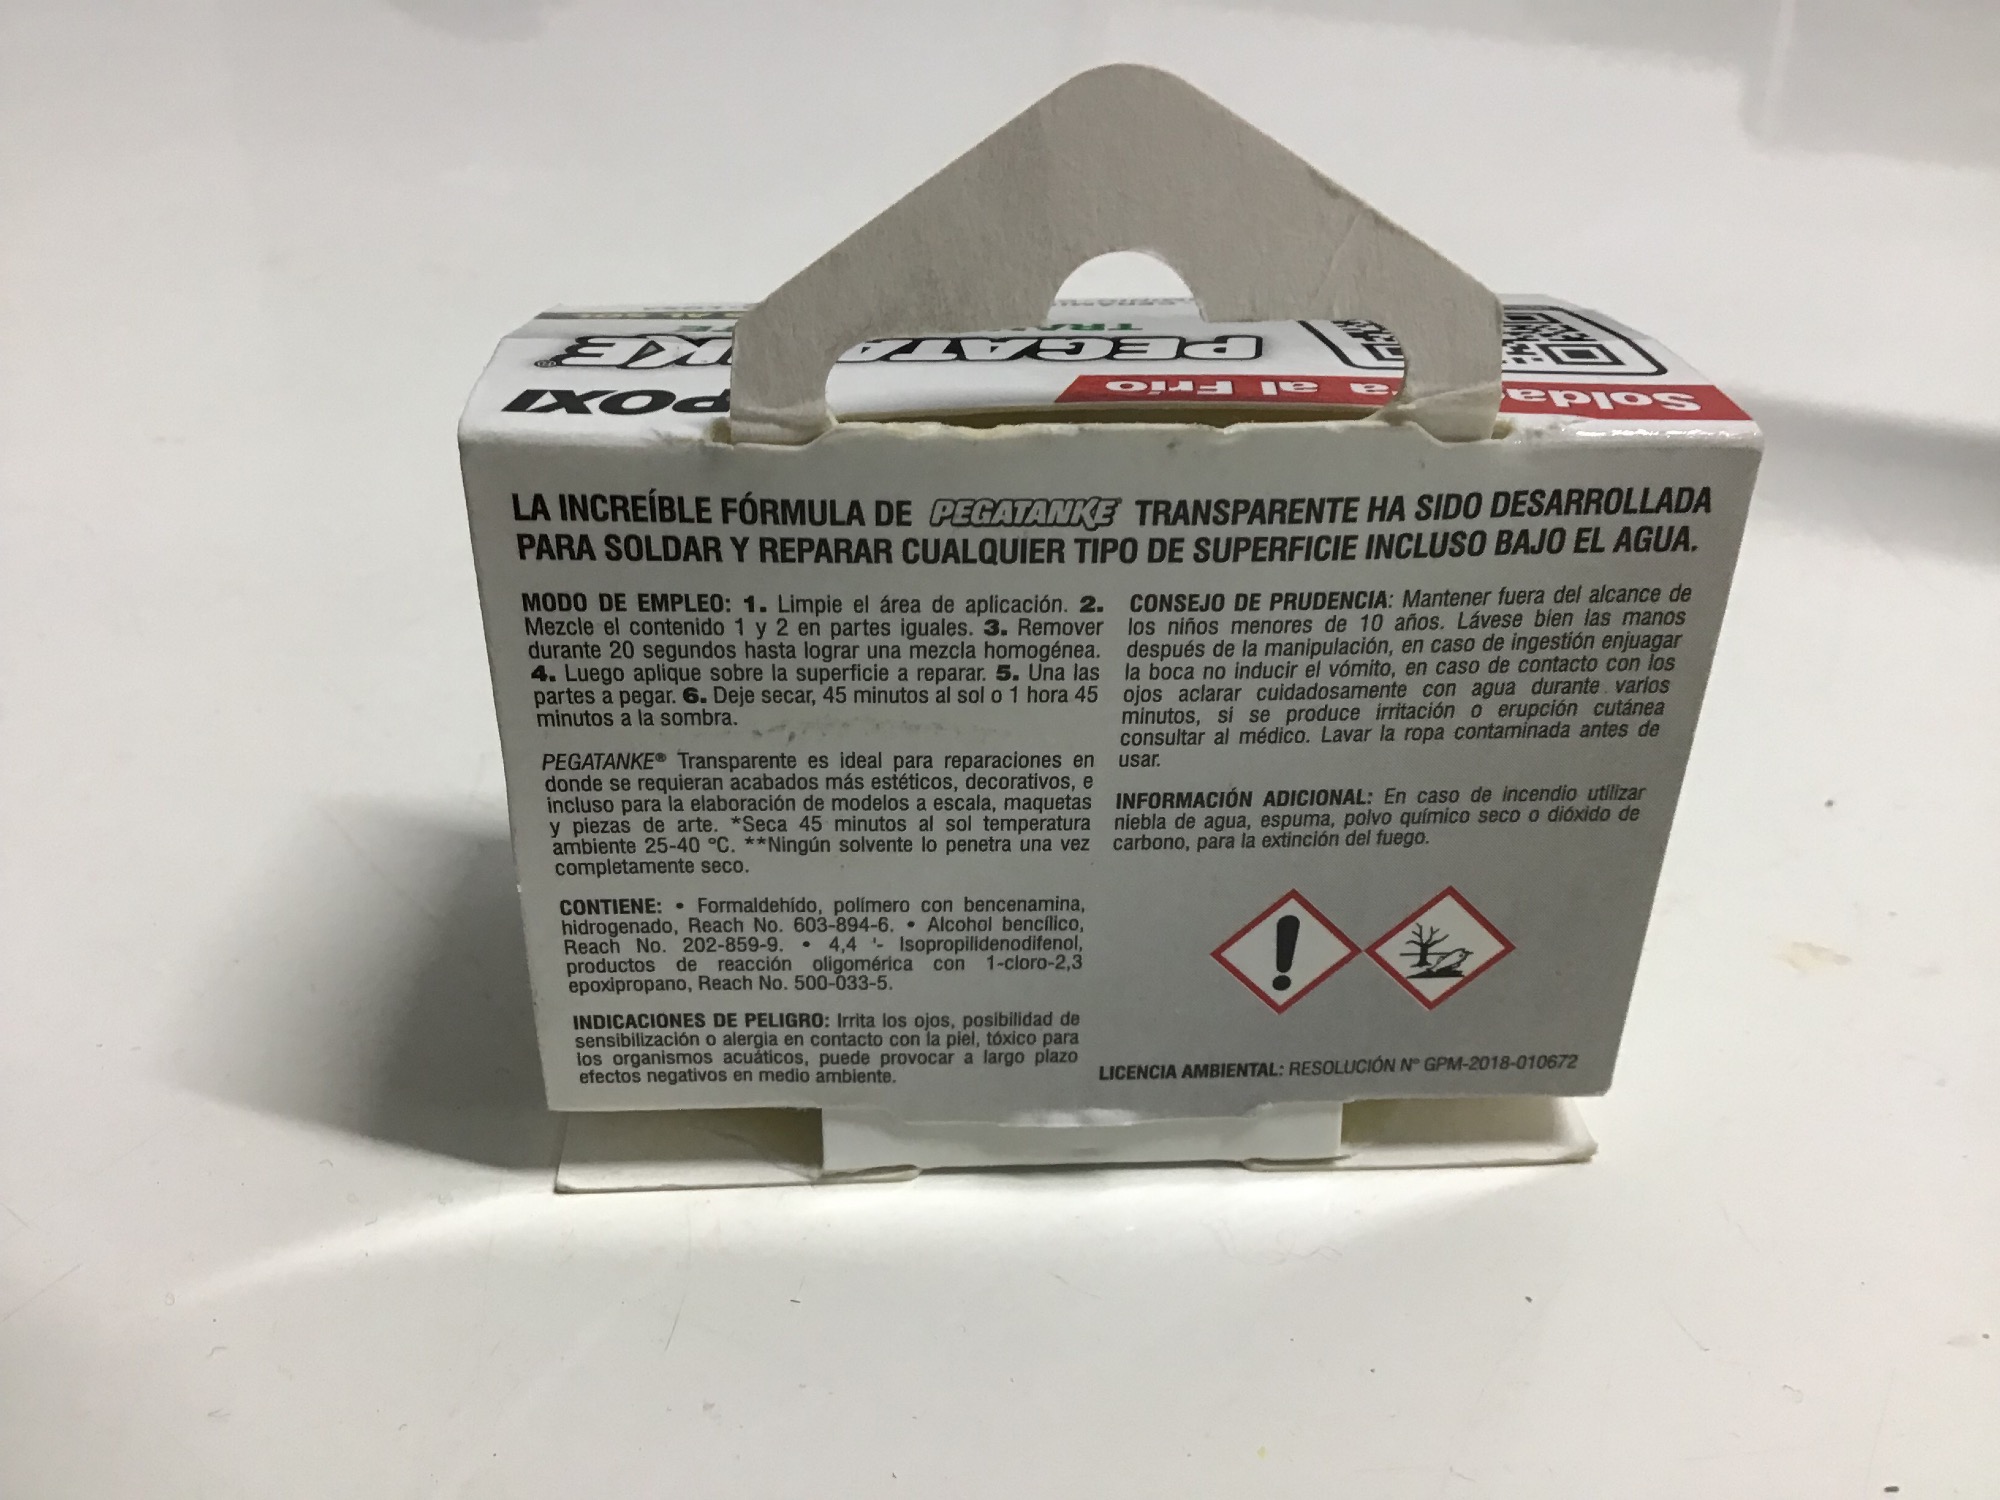 Soldadura al Frío
EPOXI
PEGATANKE®
LA INCREÍBLE FÓRMULA DE PEGATANKE® TRANSPARENTE HA SIDO DESARROLLADA
PARA SOLDAR Y REPARAR CUALQUIER TIPO DE SUPERFICIE INCLUSO BAJO EL AGUA.
MODO DE EMPLEO: 1. Limpie el área de aplicación. 2.
Mezcle el contenido 1 y 2 en partes iguales. 3. Remover
durante 20 segundos hasta lograr una mezcla homogénea.
4. Luego aplique sobre la superficie a reparar. 5. Una las
partes a pegar. 6. Deje secar, 45 minutos al sol o 1 hora 45
minutos a la sombra.
PEGATANKE® Transparente es ideal para reparaciones en
donde se requieran acabados más estéticos, decorativos, e
incluso para la elaboración de modelos a escala, maquetas
y piezas de arte. *Seca 45 minutos al sol temperatura
ambiente 25-40 °C. **Ningún solvente lo penetra una vez
completamente seco.
CONTIENE: • Formaldehído, polímero con bencenamina,
hidrogenado, Reach No. 603-894-6. • Alcohol bencílico,
Reach No. 202-859-9. • 4,4 '- Isopropilidenodifenol,
productos de reacción oligomérica con 1-cloro-2,3
epoxipropano, Reach No. 500-033-5.
INDICACIONES DE PELIGRO: Irrita los ojos, posibilidad de
sensibilización o alergia en contacto con la piel, tóxico para
los organismos acuáticos, puede provocar a largo plazo
efectos negativos en medio ambiente.
CONSEJO DE PRUDENCIA: Mantener fuera del alcance de
los niños menores de 10 años. Lávese bien las manos
después de la manipulación, en caso de ingestión enjuagar
la boca no inducir el vómito, en caso de contacto con los
ojos aclarar cuidadosamente con agua durante varios
minutos, si se produce irritación o erupción cutánea
consultar al médico. Lavar la ropa contaminada antes de
usar.
INFORMACIÓN ADICIONAL: En caso de incendio utilizar
niebla de agua, espuma, polvo químico seco o dióxido de
carbono, para la extinción del fuego.
LICENCIA AMBIENTAL: RESOLUCIÓN Nº GPM-2018-010672